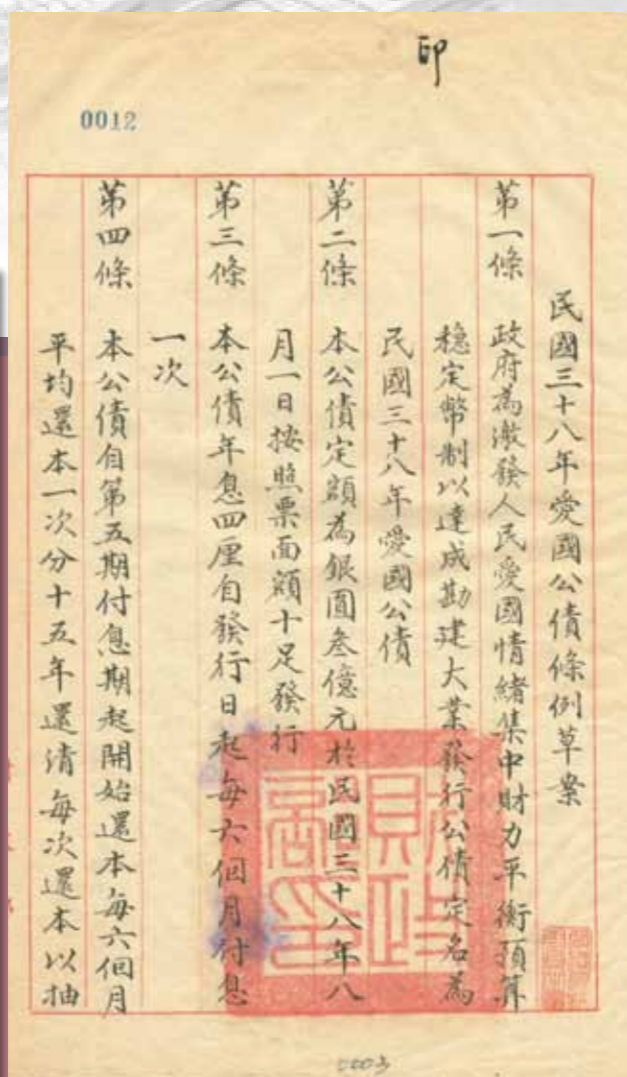 印
0012
民國三十八年愛國公債條例草案
第一條 政府為激發人民愛國情緒集中財力平衡預算
穩定幣制以達成勘建大業發行公債定名為
民國三十八年愛國公債
第二條 本公債定額為銀圓叁億元於民國三十八年八
月一日按照票面額十足發行
第三條 本公債年息四厘自發行日起每六個月付息
一次
第四條 本公債自第五期付息期起開始還本每六個月
平均還本一次分十五年還清每次還本以抽
財政部印
0003